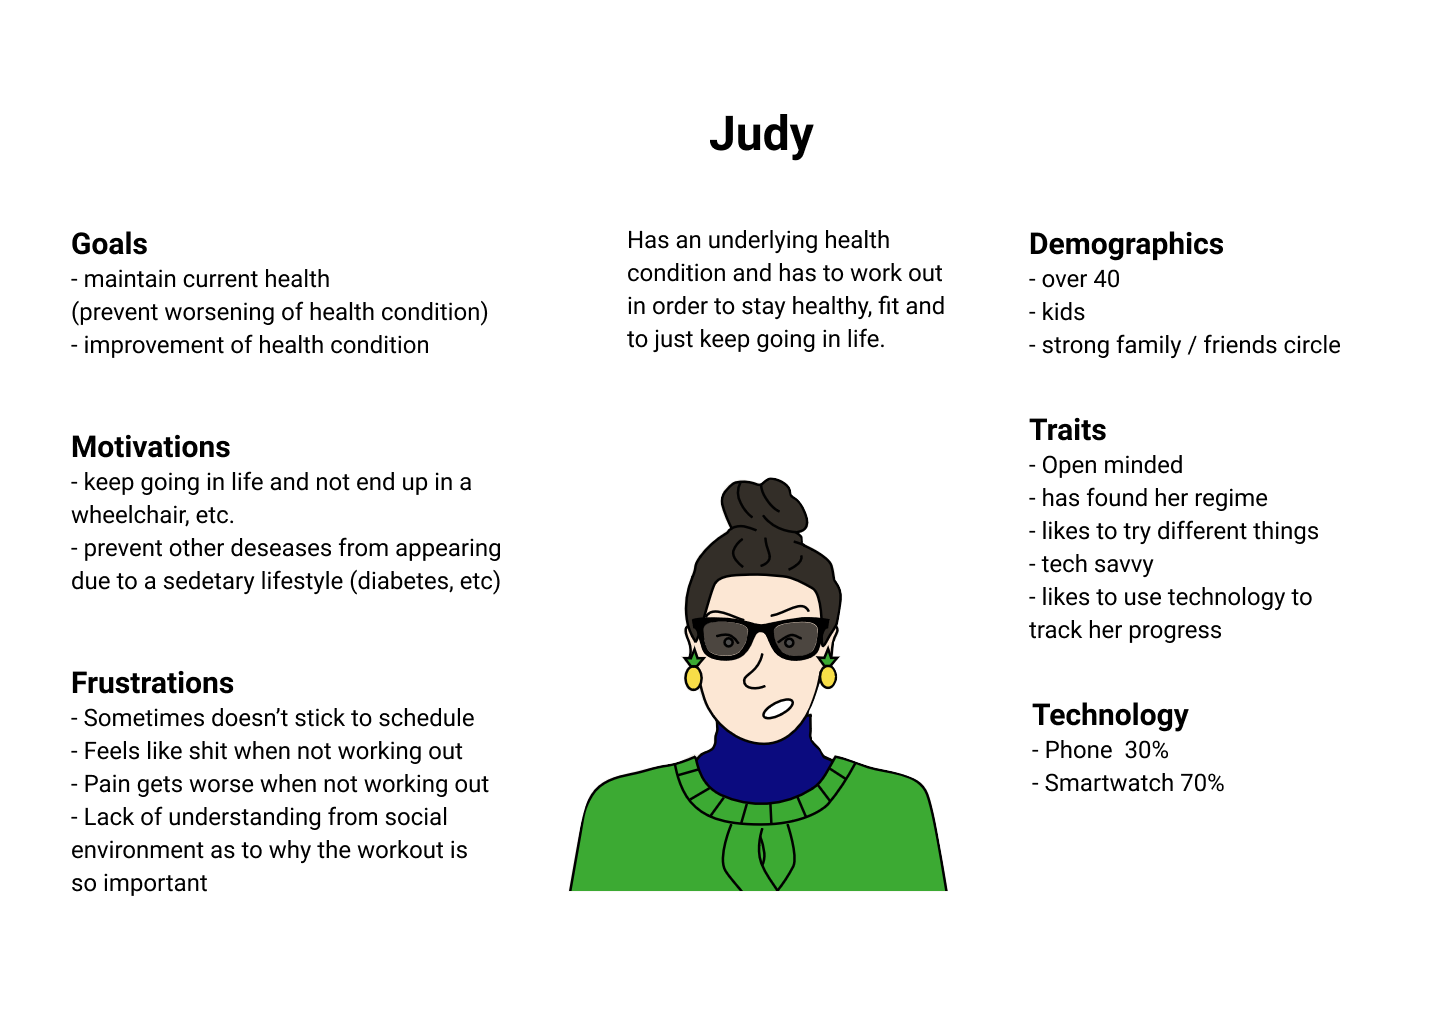 Judy
Goals
- maintain current health
(prevent worsening of health condition)
- improvement of health condition
Motivations
- keep going in life and not end up in a
wheelchair, etc.
- prevent other deseases from appearing
due to a sedetary lifestyle (diabetes, etc)
Frustrations
- Sometimes doesn’t stick to schedule
- Feels like shit when not working out
- Pain gets worse when not working out
- Lack of understanding from social
environment as to why the workout is
so important
Has an underlying health
condition and has to work out
in order to stay healthy, fit and
to just keep going in life.
Demographics
- over 40
- kids
- strong family / friends circle
Traits
- Open minded
- has found her regime
- likes to try different things
- tech savvy
- likes to use technology to
track her progress
Technology
- Phone  30%
- Smartwatch 70%